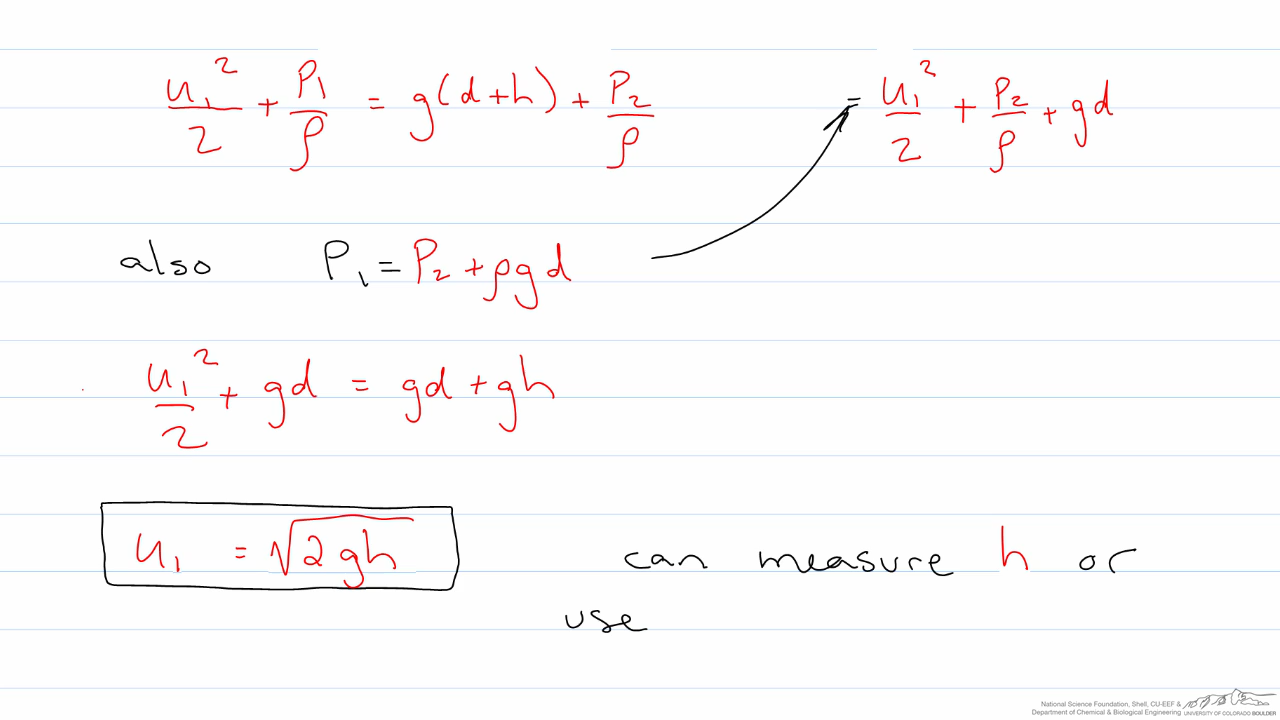 u₁²/2 + P₁/ρ = g(d+h) + P₂/ρ = u₁²/2 + P₂/ρ + gd
also P₁ = P₂ + ρgd
u₁²/2 + gd = gd + gh
u₁ = √2gh can measure h or
use
National Science Foundation, Shell, CU-EEF &
Department of Chemical & Biological Engineering UNIVERSITY OF COLORADO BOULDER